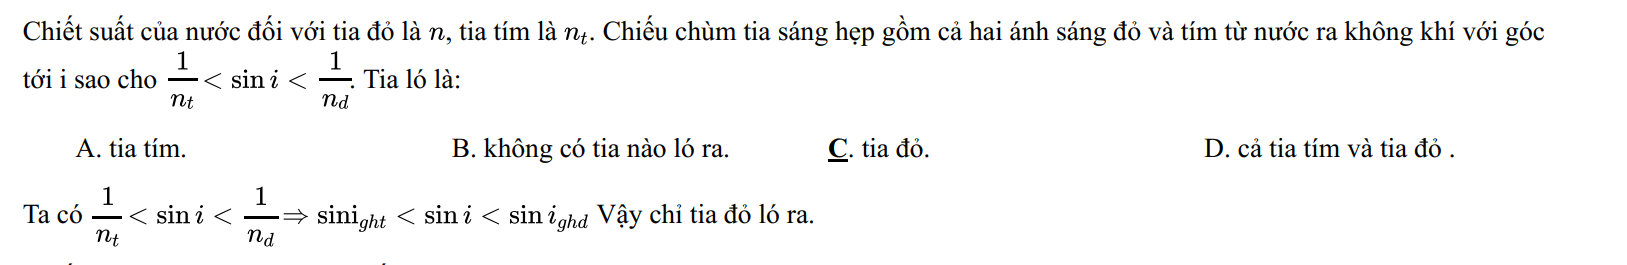 Chiết suất của nước đối với tia đỏ là n, tia tím là nₜ. Chiếu chùm tia sáng hẹp gồm cả hai ánh sáng đỏ và tím từ nước ra không khí với góc
tới i sao cho $\frac{1}{n_t} < \sin i < \frac{1}{n_d}$. Tia ló là:
A. tia tím. B. không có tia nào ló ra. C. tia đỏ. D. cả tia tím và tia đỏ .
Ta có $\frac{1}{n_t} < \sin i < \frac{1}{n_d} \Rightarrow \mathrm{sini}_{ght} < \sin i < \sin i_{ghd}$ Vậy chỉ tia đỏ ló ra.